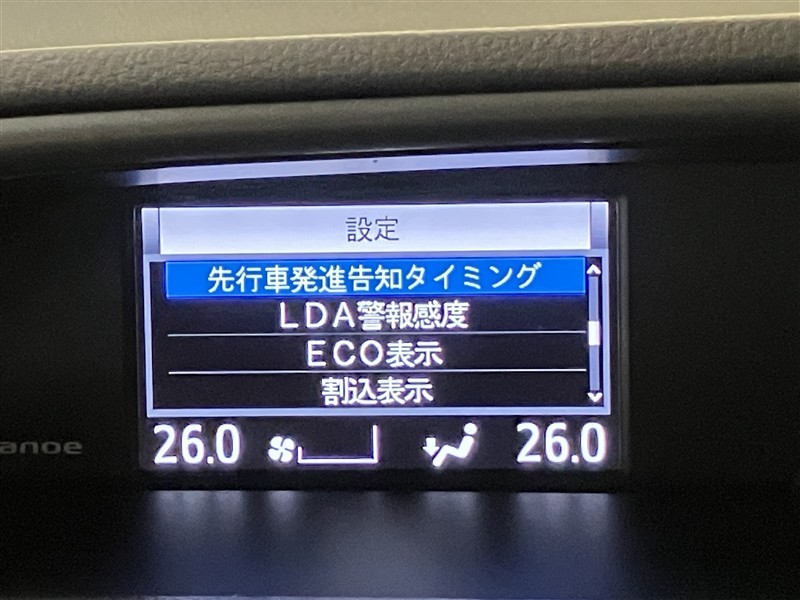 設定
先行車発進告知タイミング
LDA警報感度
ECO表示
割込表示
26.0 26.0
anoe